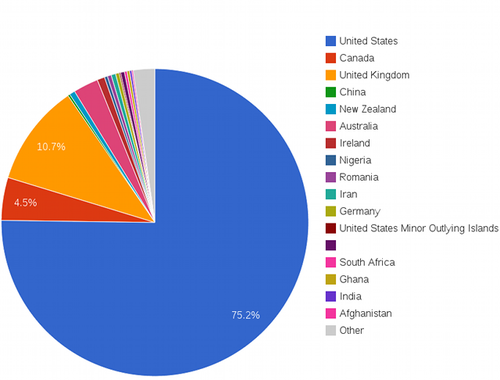 10.7%
4.5%
75.2%
United States
Canada
United Kingdom
China
New Zealand
Australia
Ireland
Nigeria
Romania
Iran
Germany
United States Minor Outlying Islands
South Africa
Ghana
India
Afghanistan
Other